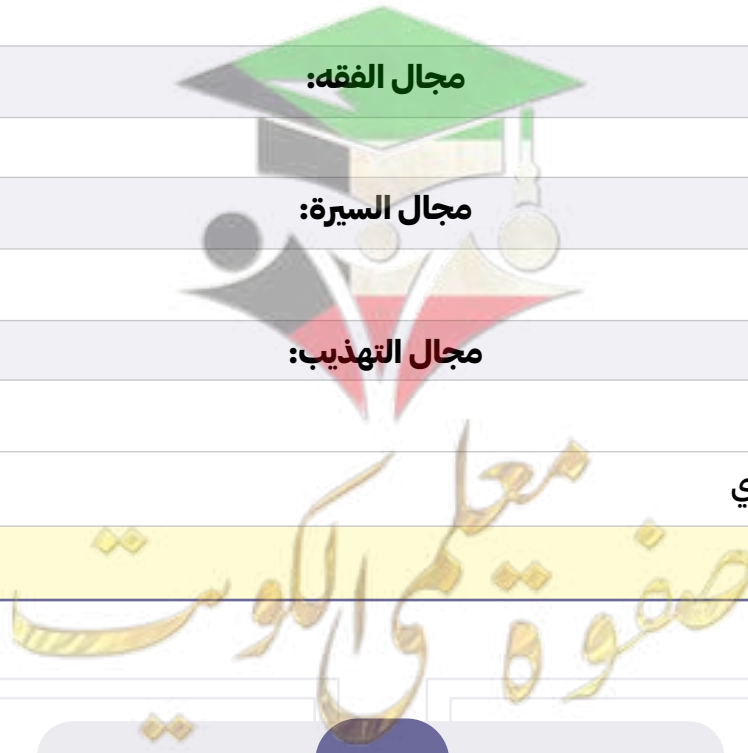 مجال الفقه:
مجال السيرة:
مجال التهذيب:
صفوة معلمي الكويت